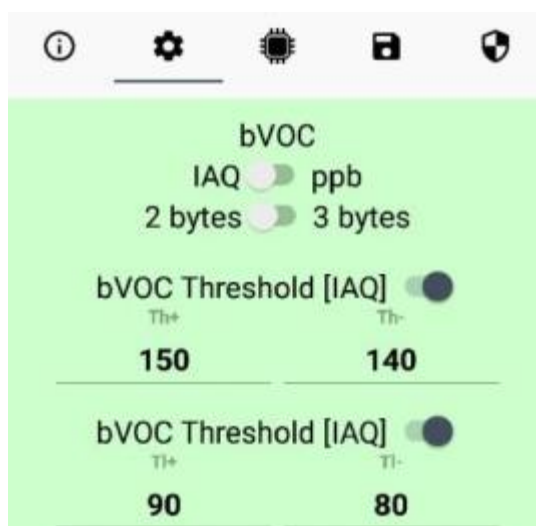 bVOC
IAQ ppb
2 bytes 3 bytes
bVOC Threshold [IAQ]
Th+ Th-
150 140
bVOC Threshold [IAQ]
Tl+ Tl-
90 80